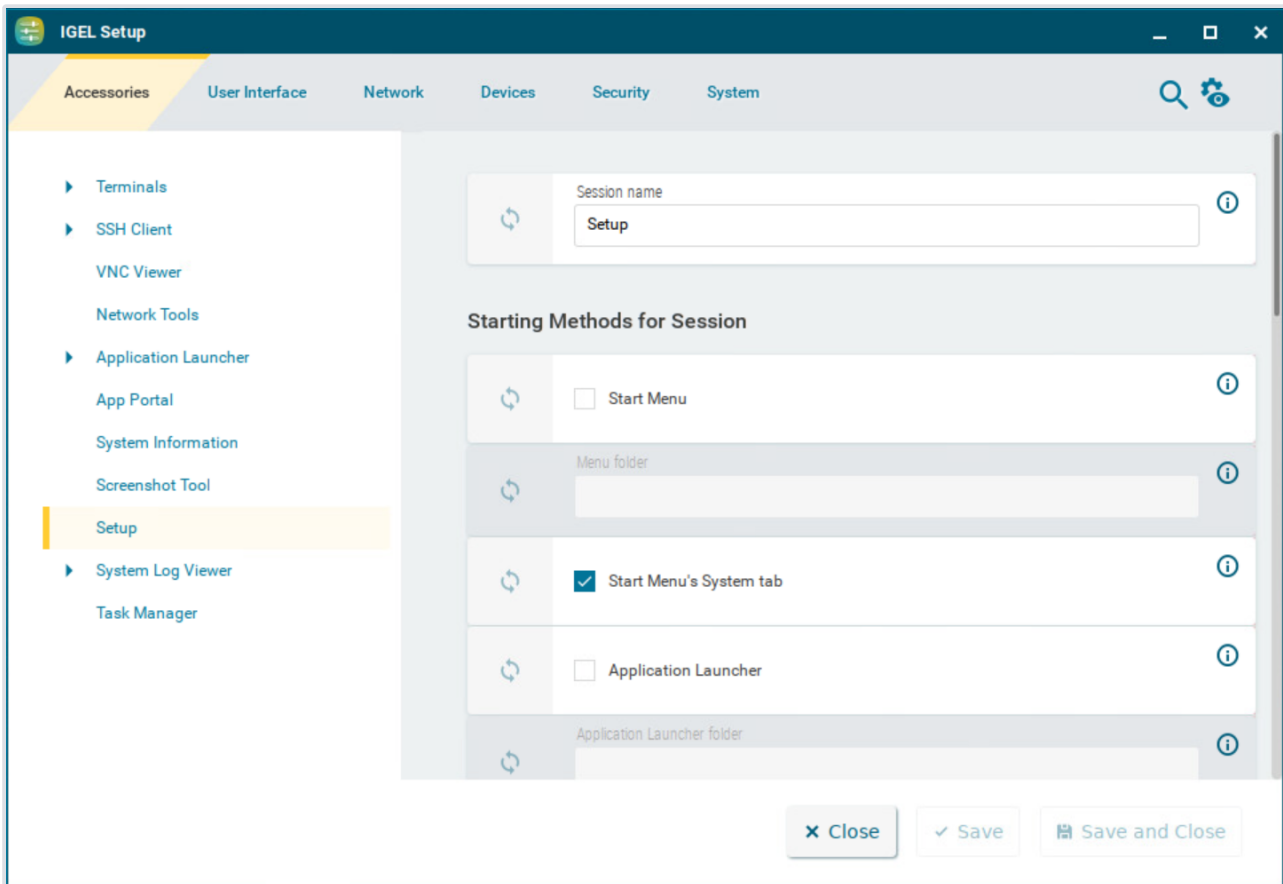 IGEL Setup
Accessories
User Interface
Network
Devices
Security
System
Terminals
SSH Client
VNC Viewer
Network Tools
Application Launcher
App Portal
System Information
Screenshot Tool
Setup
System Log Viewer
Task Manager
Session name
Setup
Starting Methods for Session
Start Menu
Menu folder
Start Menu's System tab
Application Launcher
Application Launcher folder
Close
Save
Save and Close